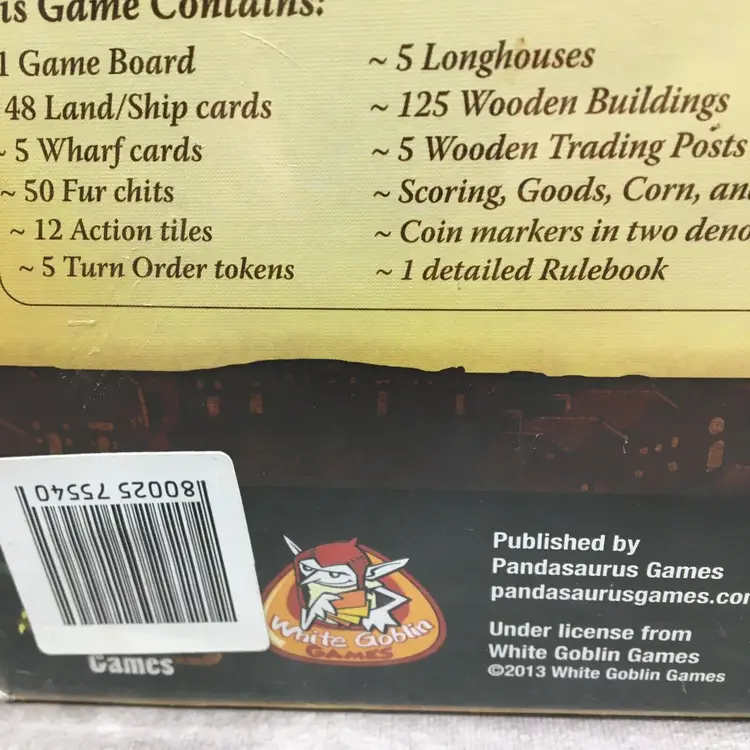 is Game Contains:
1 Game Board
48 Land/Ship cards
~ 5 Wharf cards
~ 50 Fur chits
~ 12 Action tiles
~ 5 Turn Order tokens
~ 5 Longhouses
~ 125 Wooden Buildings
~ 5 Wooden Trading Posts
~ Scoring, Goods, Corn, an
~ Coin markers in two deno
~ 1 detailed Rulebook
80025 75540
Games
White Goblin
GAMES
Published by
Pandasaurus Games
pandasaurusgames.com
Under license from
White Goblin Games
©2013 White Goblin Games